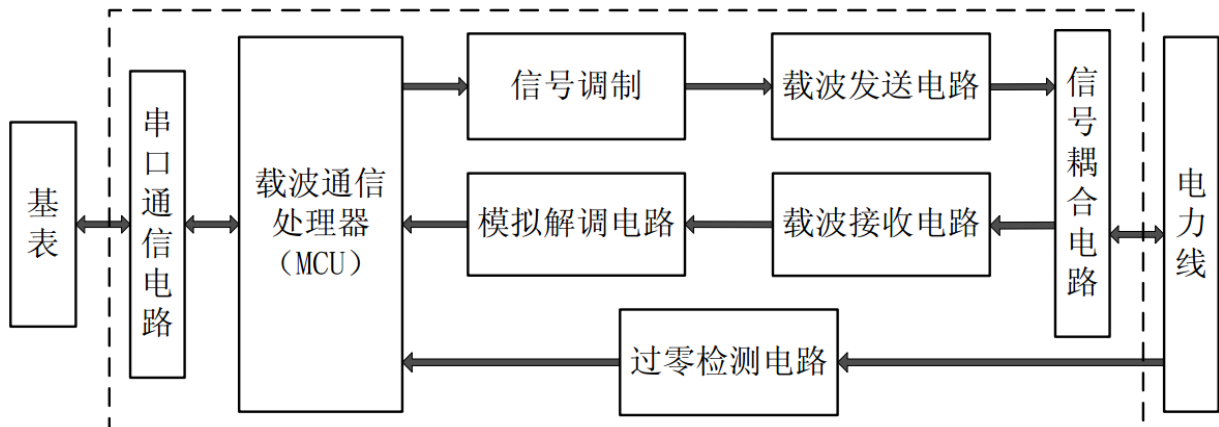 基表
串口通信电路
载波通信
处理器
（MCU）
信号调制
载波发送电路
模拟解调电路
载波接收电路
过零检测电路
信号耦合电路
电力线